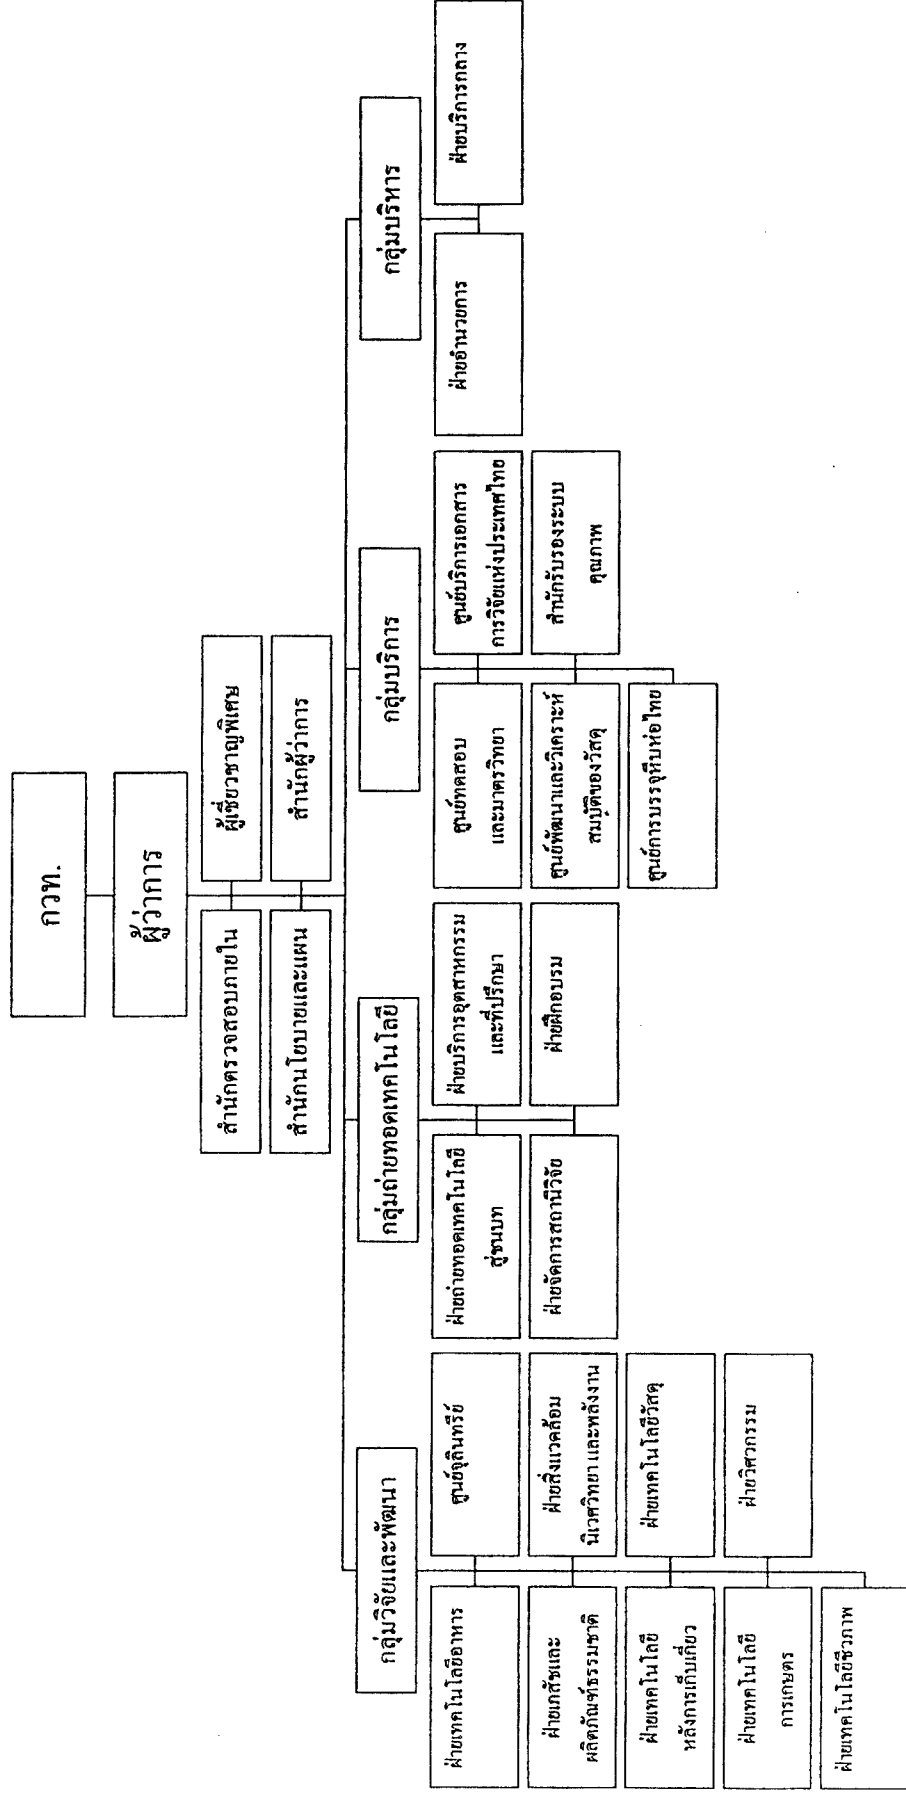 กวท.
ผู้ว่าการ
สำนักตรวจสอบภายใน
ผู้เชี่ยวชาญพิเศษ
สำนักนโยบายและแผน
สำนักผู้ว่าการ
กลุ่มวิจัยและพัฒนา
กลุ่มถ่ายทอดเทคโนโลยี
กลุ่มบริการ
กลุ่มบริหาร
ฝ่ายเทคโนโลยีอาหาร
ศูนย์จุลินทรีย์
ฝ่ายเภสัชและ
ผลิตภัณฑ์ธรรมชาติ
ฝ่ายสิ่งแวดล้อม
นิเวศวิทยาและพลังงาน
ฝ่ายเทคโนโลยี
หลังการเก็บเกี่ยว
ฝ่ายเทคโนโลยีวัสดุ
ฝ่ายเทคโนโลยี
การเกษตร
ฝ่ายวิศวกรรม
ฝ่ายเทคโนโลยีชีวภาพ
ฝ่ายถ่ายทอดเทคโนโลยี
สู่ชนบท
ฝ่ายบริการอุตสาหกรรม
และที่ปรึกษา
ฝ่ายจัดการสถานีวิจัย
ฝ่ายฝึกอบรม
ศูนย์ทดสอบ
และมาตรวิทยา
ศูนย์บริการเอกสาร
การวิจัยแห่งประเทศไทย
ศูนย์พัฒนาและวิเคราะห์
สมบัติของวัสดุ
สำนักรับรองระบบ
คุณภาพ
ศูนย์การบรรจุหีบห่อไทย
ฝ่ายอำนวยการ
ฝ่ายบริการกลาง